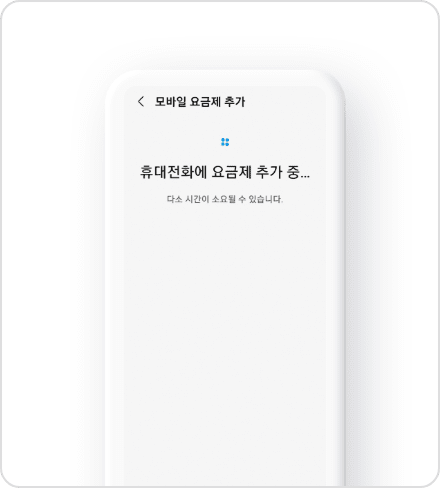 모바일 요금제 추가
휴대전화에 요금제 추가 중...
다소 시간이 소요될 수 있습니다.